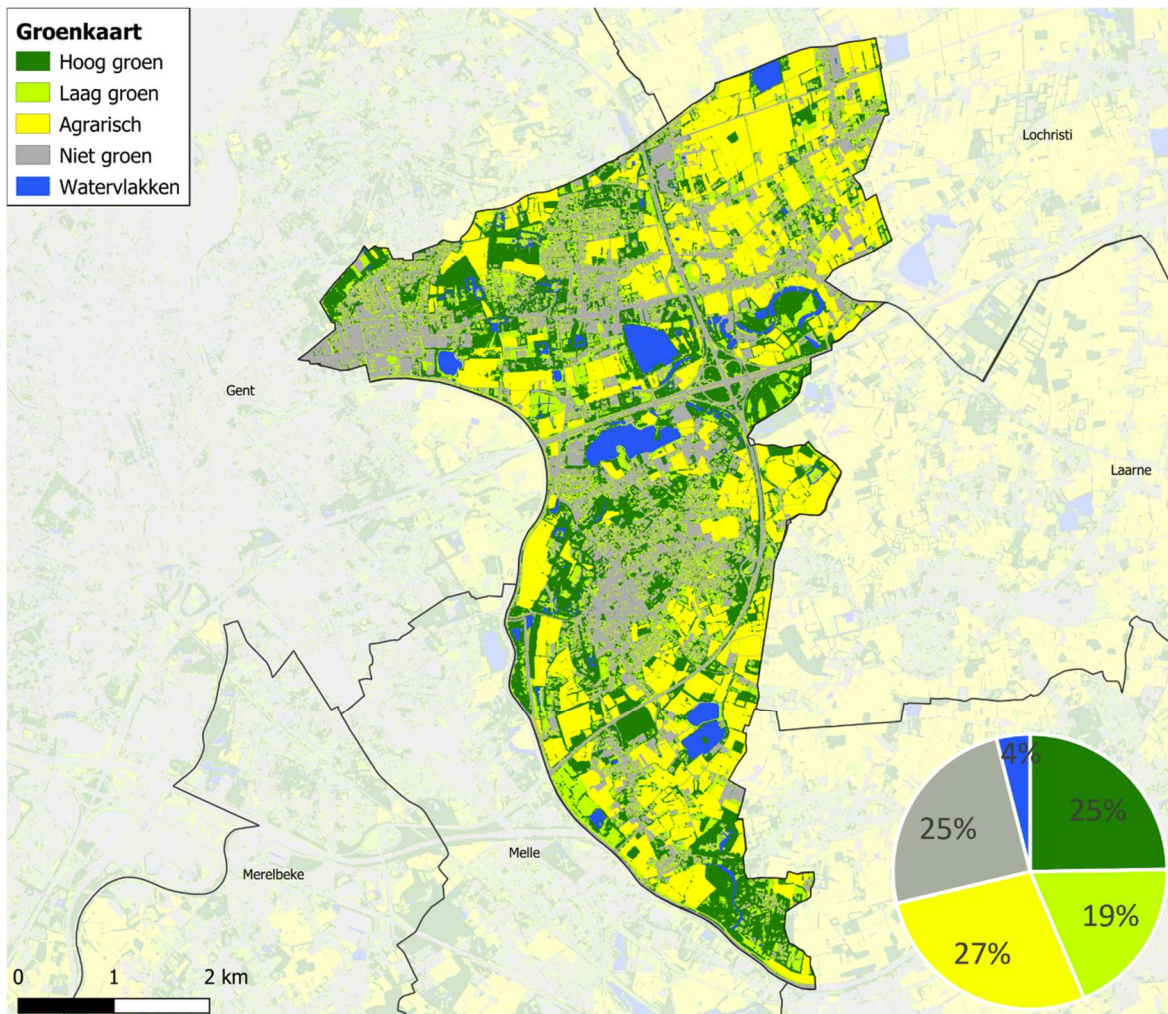 Groenkaart
Hoog groen
Laag groen
Agrarisch
Niet groen
Watervlakken
Lochristi
Gent
Laarne
Melle
Merelbeke
4%
25%
25%
19%
27%
0 1 2 km